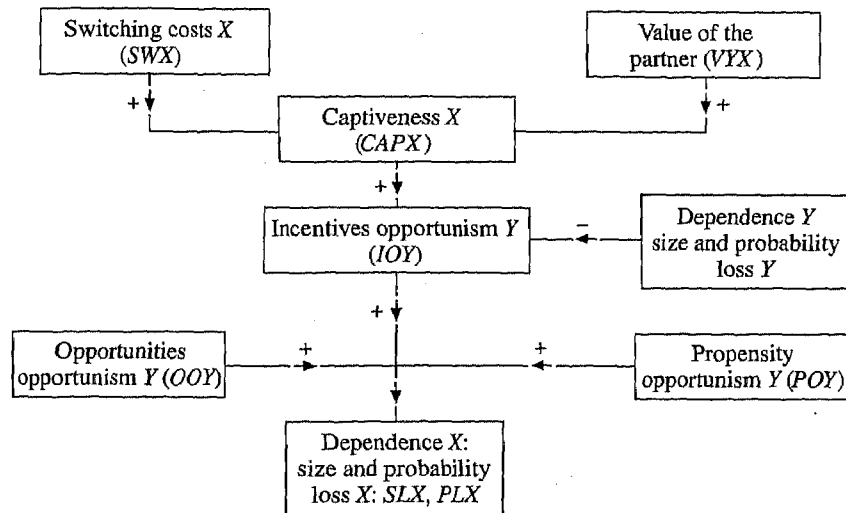 Switching costs X
(SWX)
Value of the
partner (VYX)
+
+
Captiveness X
(CAPX)
+
Incentives opportunism Y
(IOY)
–
Dependence Y
size and probability
loss Y
+
Opportunities
opportunism Y (OOY)
+
+
Propensity
opportunism Y (POY)
Dependence X:
size and probability
loss X: SLX, PLX